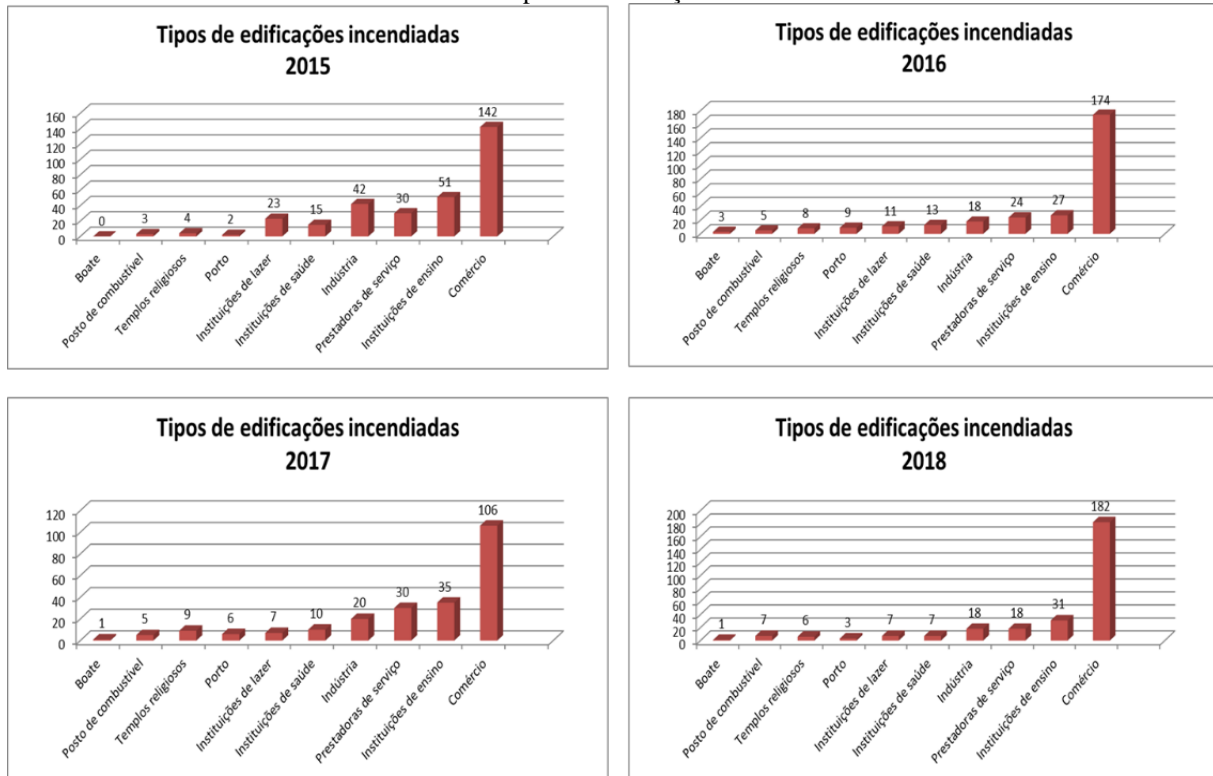 Tipos de edificações incendiadas
2015
160
140
120
100
80
60
40
20
0
0
3
4
2
23
15
42
30
51
142
Boate
Posto de combustível
Templos religiosos
Porto
Instituições de lazer
Instituições de saúde
Indústria
Prestadoras de serviço
Instituições de ensino
Comércio
Tipos de edificações incendiadas
2016
180
160
140
120
100
80
60
40
20
0
3
5
8
9
11
13
18
24
27
174
Boate
Posto de combustível
Templos religiosos
Porto
Instituições de lazer
Instituições de saúde
Indústria
Prestadoras de serviço
Instituições de ensino
Comércio
Tipos de edificações incendiadas
2017
120
100
80
60
40
20
0
1
5
9
6
7
10
20
30
35
106
Boate
Posto de combustível
Templos religiosos
Porto
Instituições de lazer
Instituições de saúde
Indústria
Prestadoras de serviço
Instituições de ensino
Comércio
Tipos de edificações incendiadas
2018
200
180
160
140
120
100
80
60
40
20
0
1
7
6
3
7
7
18
18
31
182
Boate
Posto de combustível
Templos religiosos
Porto
Instituições de lazer
Instituições de saúde
Indústria
Prestadoras de serviço
Instituições de ensino
Comércio